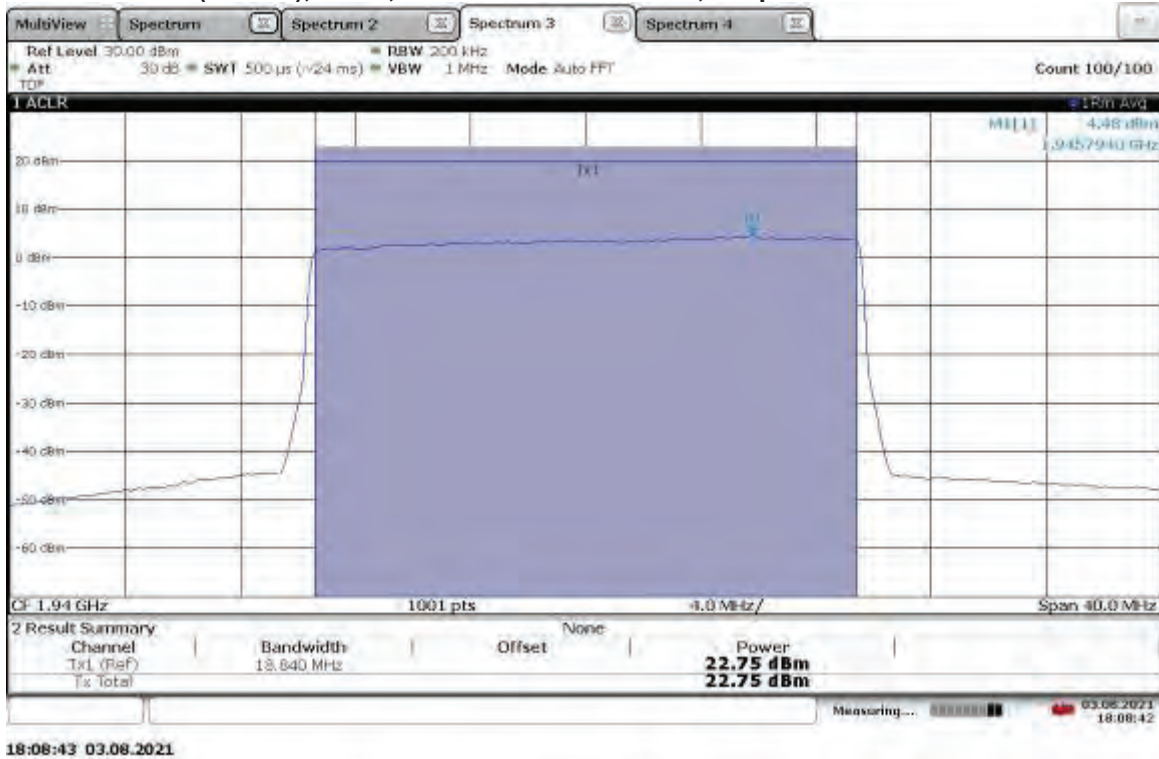 MultiView Spectrum Spectrum 2 Spectrum 3 Spectrum 4
Ref Level 30.00 dBm RBW 200 kHz
Att 30 dB SWT 500 µs (~24 ms) VBW 1 MHz Mode Auto FFT Count 100/100
TDF
1 ACLR 1Rm Avg
M1[1] 4.48 dBm
1.9457940 GHz
20 dBm
Tx1
10 dBm
M1
0 dBm
-10 dBm
-20 dBm
-30 dBm
-40 dBm
-50 dBm
-60 dBm
CF 1.94 GHz 1001 pts 4.0 MHz/ Span 40.0 MHz
2 Result Summary None
Channel Bandwidth Offset Power
Tx1 (Ref) 18.840 MHz 22.75 dBm
Tx Total 22.75 dBm
Measuring... 03.08.2021
18:08:42
18:08:43 03.08.2021